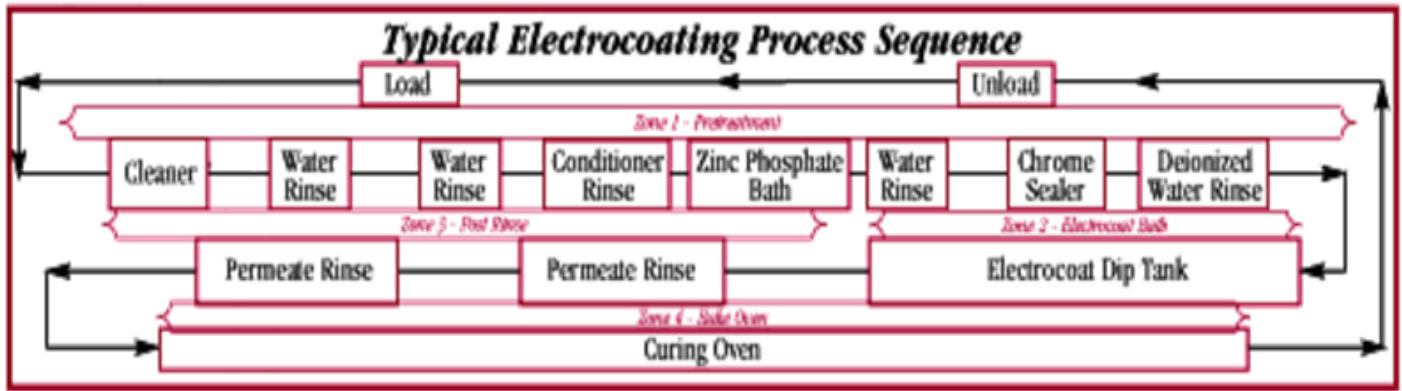 Typical Electrocoating Process Sequence
Load
Unload
Zone 1 - Pretreatment
Cleaner
Water
Rinse
Water
Rinse
Conditioner
Rinse
Zinc Phosphate
Bath
Water
Rinse
Chrome
Sealer
Deionized
Water Rinse
Zone 3 - Post Rinse
Zone 2 - Electrocoat Bath
Permeate Rinse
Permeate Rinse
Electrocoat Dip Tank
Zone 4 - Bake Oven
Curing Oven